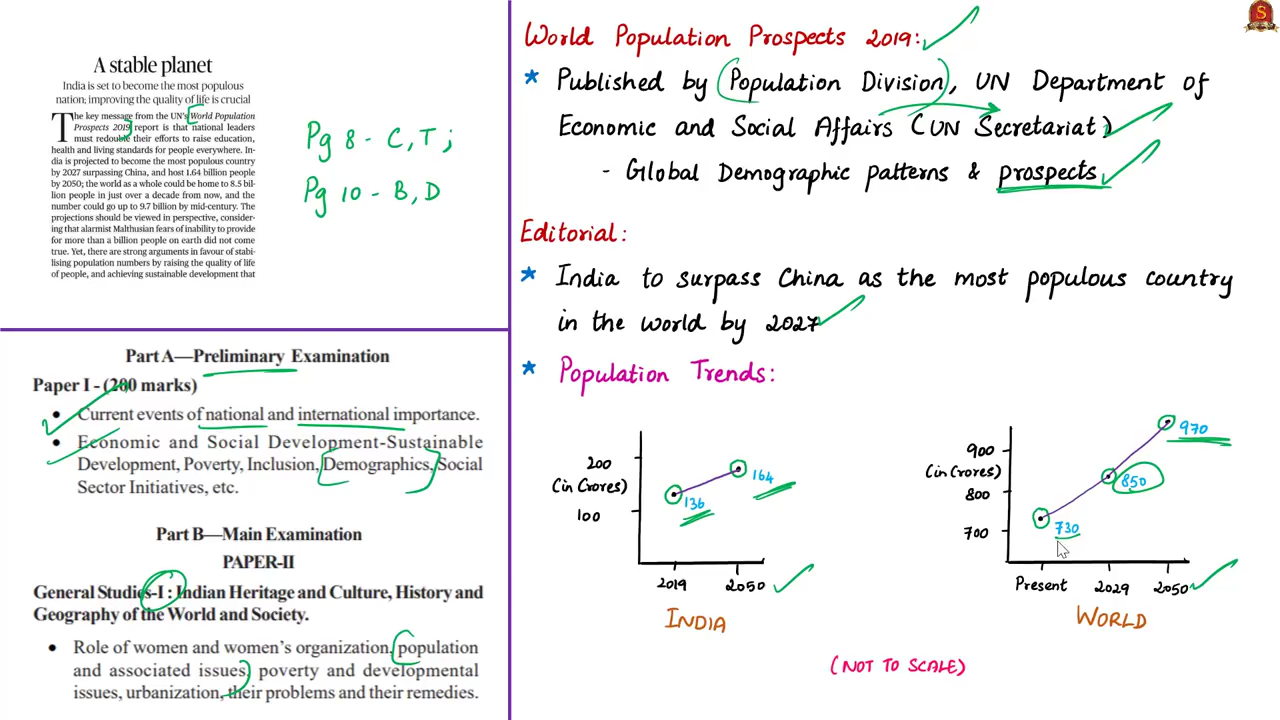 A stable planet
India is set to become the most populous
nation; improving the quality of life is crucial
The key message from the UN's World Population
Prospects 2019 report is that national leaders
must redouble their efforts to raise education,
health and living standards for people everywhere. In-
dia is projected to become the most populous country
by 2027 surpassing China, and host 1.64 billion people
by 2050; the world as a whole could be home to 8.5 bil-
lion people in just over a decade from now, and the
number could go up to 9.7 billion by mid-century. The
projections should be viewed in perspective, consider-
ing that alarmist Malthusian fears of inability to provide
for more than a billion people on earth did not come
true. Yet, there are strong arguments in favour of stabi-
lising population numbers by raising the quality of life
of people, and achieving sustainable development that
Pg 8 - C, T;
Pg 10 - B, D
Part A—Preliminary Examination
Paper I - (200 marks)
• Current events of national and international importance.
• Economic and Social Development-Sustainable
Development, Poverty, Inclusion, Demographics, Social
Sector Initiatives, etc.
Part B—Main Examination
PAPER-II
General Studies-I : Indian Heritage and Culture, History and
Geography of the World and Society.
• Role of women and women's organization, population
and associated issues, poverty and developmental
issues, urbanization, their problems and their remedies.
World Population Prospects 2019:
* Published by (Population Division), UN Department of
Economic and Social Affairs (UN Secretariat)
- Global Demographic patterns & prospects
Editorial:
* India to surpass China as the most populous country
in the world by 2027
* Population Trends:
200
(in Crores)
100
136
164
2019 2050
INDIA
900
(in Crores)
800
700
730
850
970
Present 2029 2050
WORLD
(NOT TO SCALE)
S